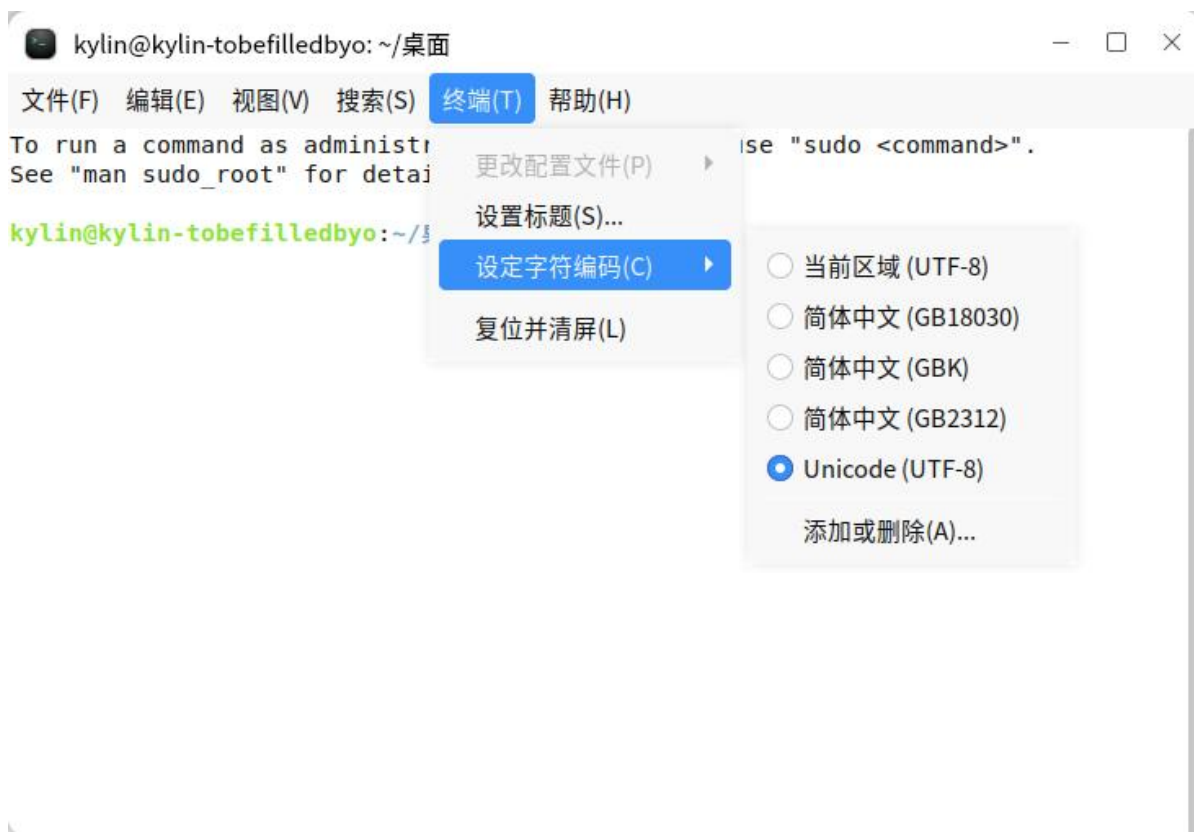 kylin@kylin-tobefilledbyo: ~/桌面
文件(F) 编辑(E) 视图(V) 搜索(S) 终端(T) 帮助(H)
To run a command as administr
use "sudo <command>".
See "man sudo_root" for detai
kylin@kylin-tobefilledbyo:~/
更改配置文件(P)
设置标题(S)...
设定字符编码(C)
复位并清屏(L)
当前区域 (UTF-8)
简体中文 (GB18030)
简体中文 (GBK)
简体中文 (GB2312)
Unicode (UTF-8)
添加或删除(A)...